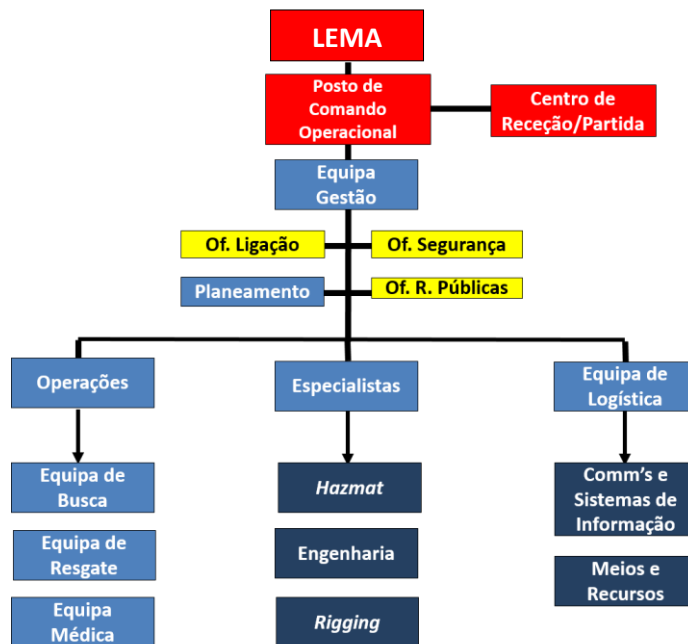 LEMA
Posto de
Comando
Operacional
Centro de
Receção/Partida
Equipa
Gestão
Of. Ligação
Of. Segurança
Planeamento
Of. R. Públicas
Operações
Especialistas
Equipa de
Logística
Equipa de
Busca
Hazmat
Comm’s e
Sistemas de
Informação
Equipa de
Resgate
Engenharia
Meios e
Recursos
Equipa
Médica
Rigging